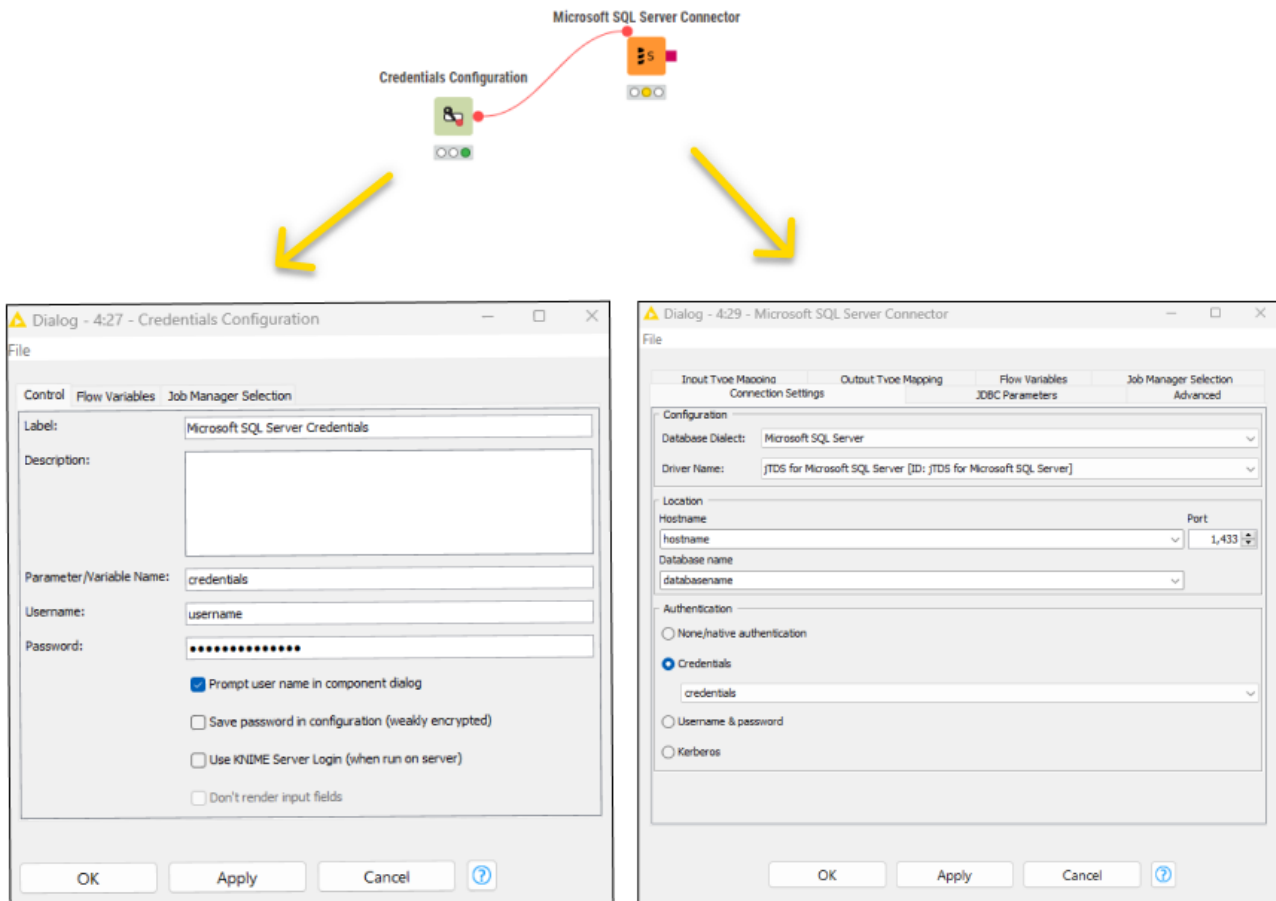 Microsoft SQL Server Connector
S
Credentials Configuration
Dialog - 4:27 - Credentials Configuration
File
Control Flow Variables Job Manager Selection
Label: Microsoft SQL Server Credentials
Description:
Parameter/Variable Name: credentials
Username: username
Password: ●●●●●●●●●●●●●●
Prompt user name in component dialog
Save password in configuration (weakly encrypted)
Use KNIME Server Login (when run on server)
Don't render input fields
OK Apply Cancel ?
Dialog - 4:29 - Microsoft SQL Server Connector
File
Input Type Mapping Output Type Mapping Flow Variables Job Manager Selection
Connection Settings JDBC Parameters Advanced
Configuration
Database Dialect: Microsoft SQL Server
Driver Name: jTDS for Microsoft SQL Server [ID: jTDS for Microsoft SQL Server]
Location
Hostname Port
hostname 1,433
Database name
databasename
Authentication
None/native authentication
Credentials
credentials
Username & password
Kerberos
OK Apply Cancel ?